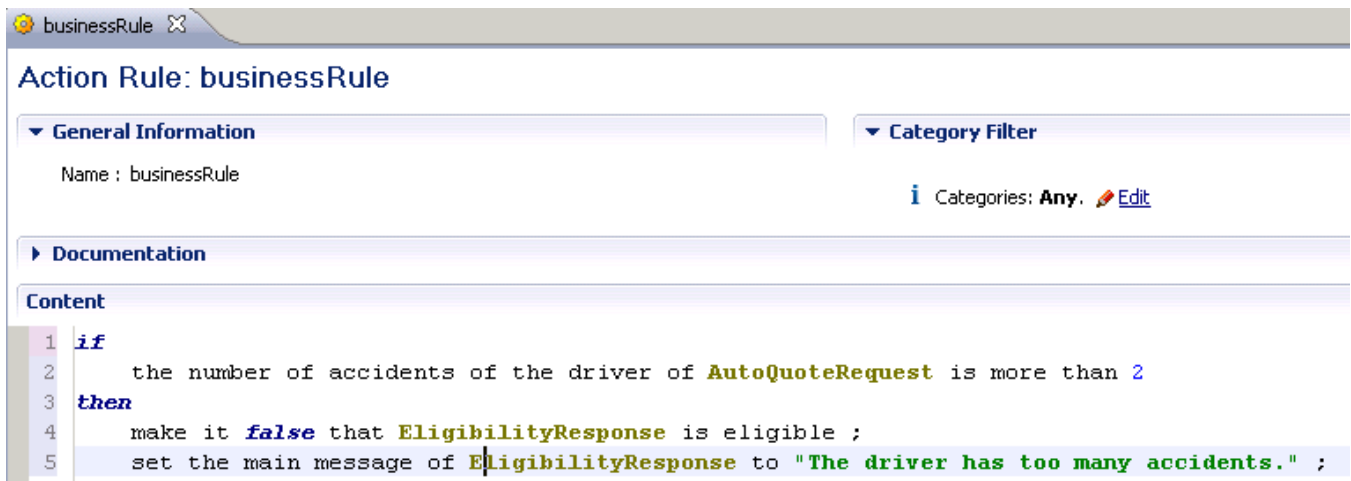 businessRule
Action Rule: businessRule
General Information
Category Filter
Name : businessRule
i Categories: Any. Edit
Documentation
Content
1 if
2 the number of accidents of the driver of AutoQuoteRequest is more than 2
3 then
4 make it false that EligibilityResponse is eligible ;
5 set the main message of EligibilityResponse to "The driver has too many accidents." ;